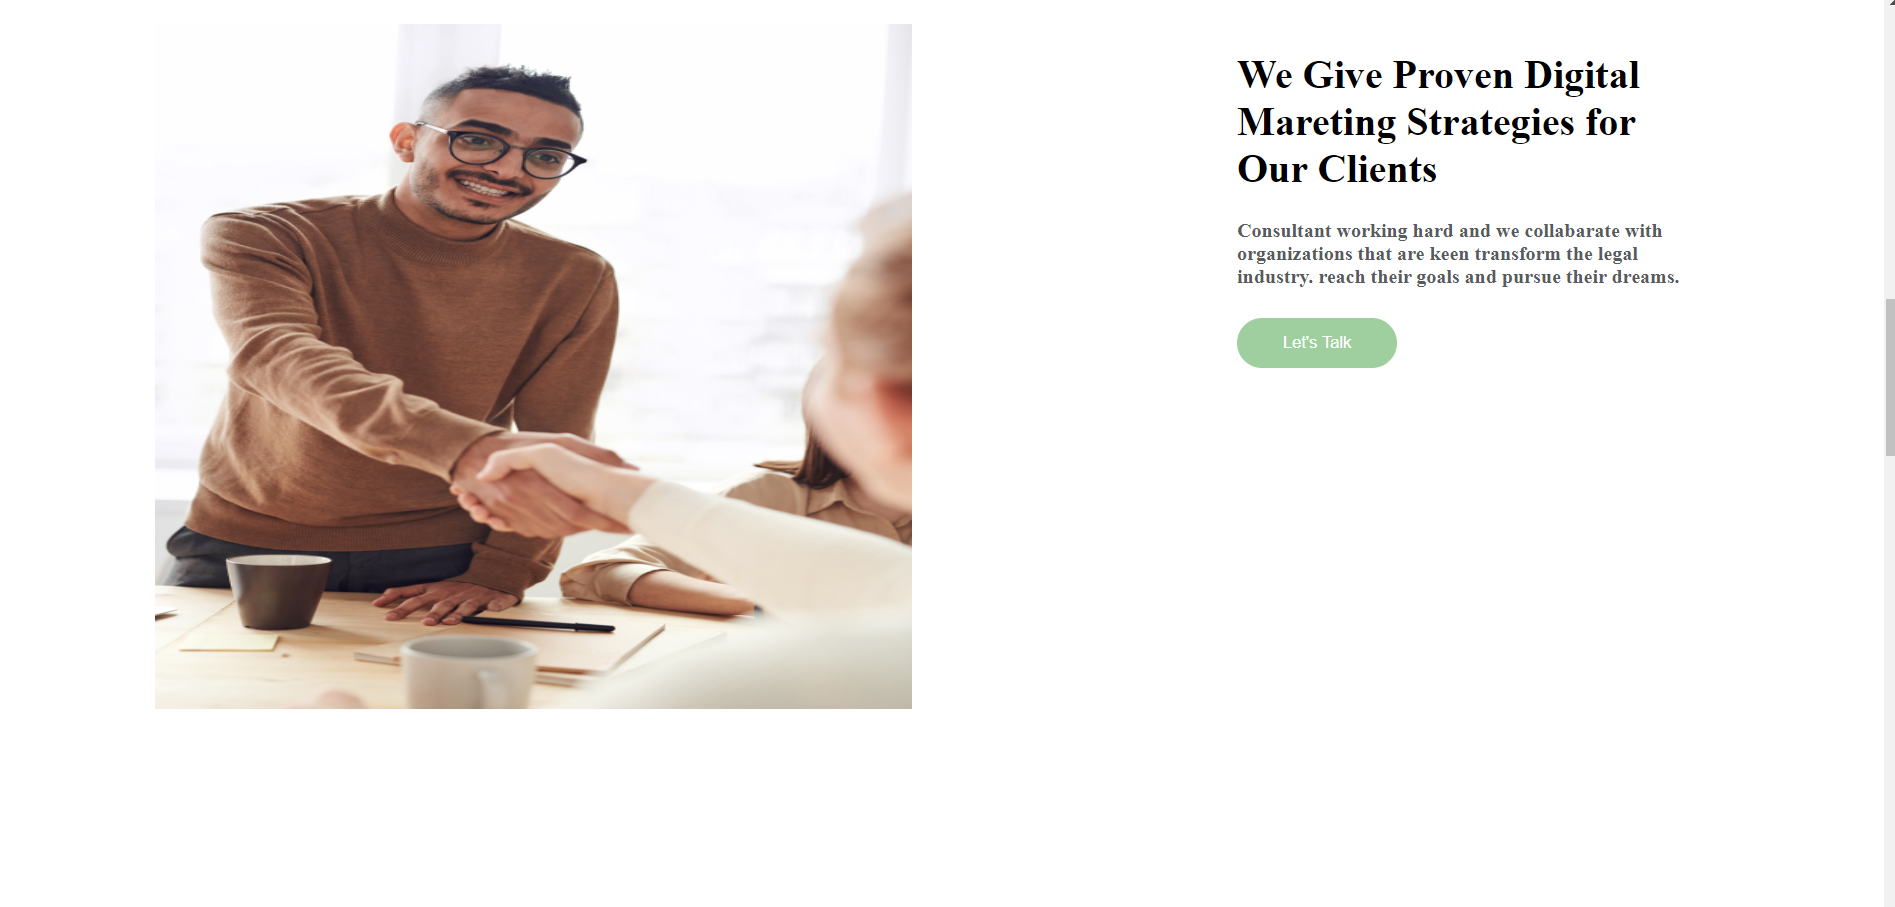 We Give Proven Digital
Mareting Strategies for
Our Clients
Consultant working hard and we collabarate with
organizations that are keen transform the legal
industry. reach their goals and pursue their dreams.
Let's Talk